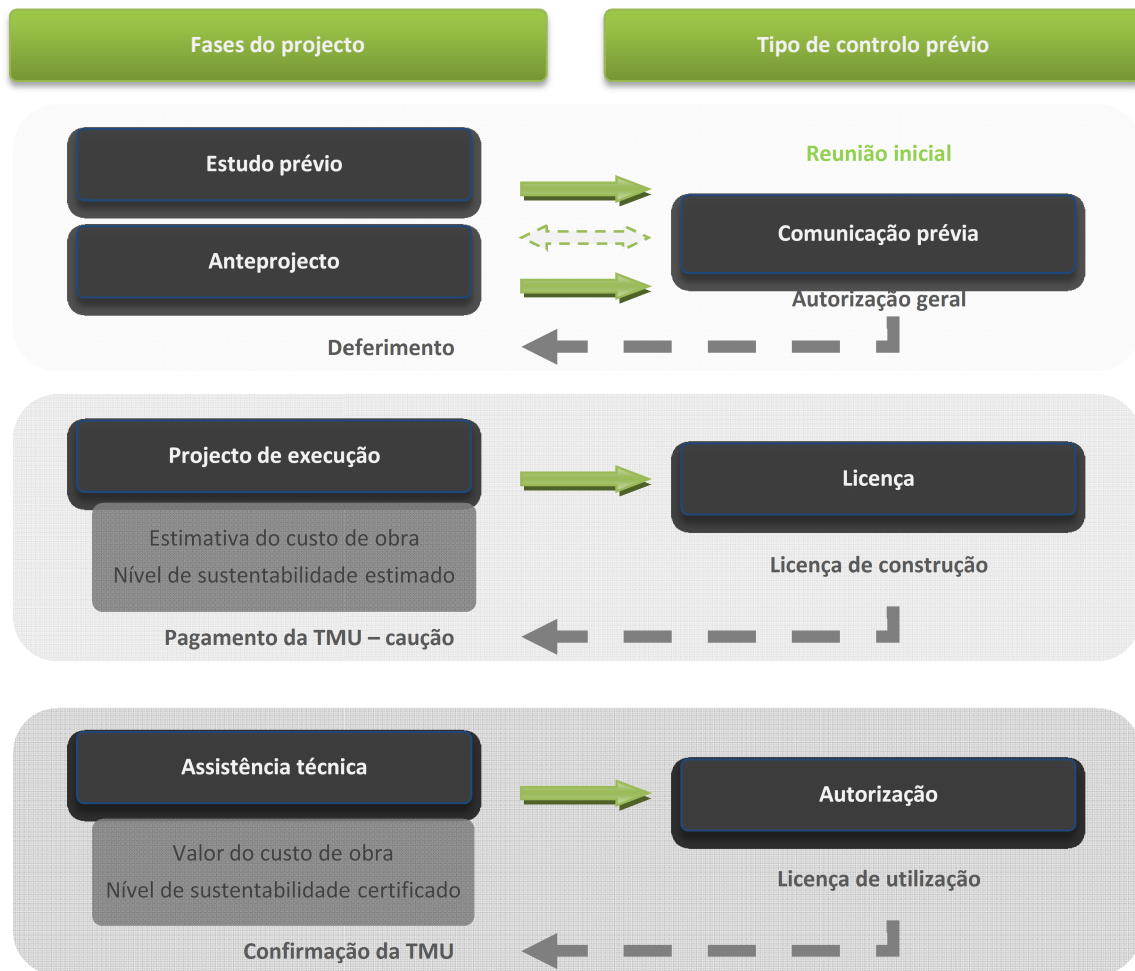 Fases do projecto
Tipo de controlo prévio
Estudo prévio
Reunião inicial
Anteprojecto
Comunicação prévia
Autorização geral
Deferimento
Projecto de execução
Licença
Estimativa do custo de obra
Nível de sustentabilidade estimado
Licença de construção
Pagamento da TMU – caução
Assistência técnica
Autorização
Valor do custo de obra
Nível de sustentabilidade certificado
Licença de utilização
Confirmação da TMU